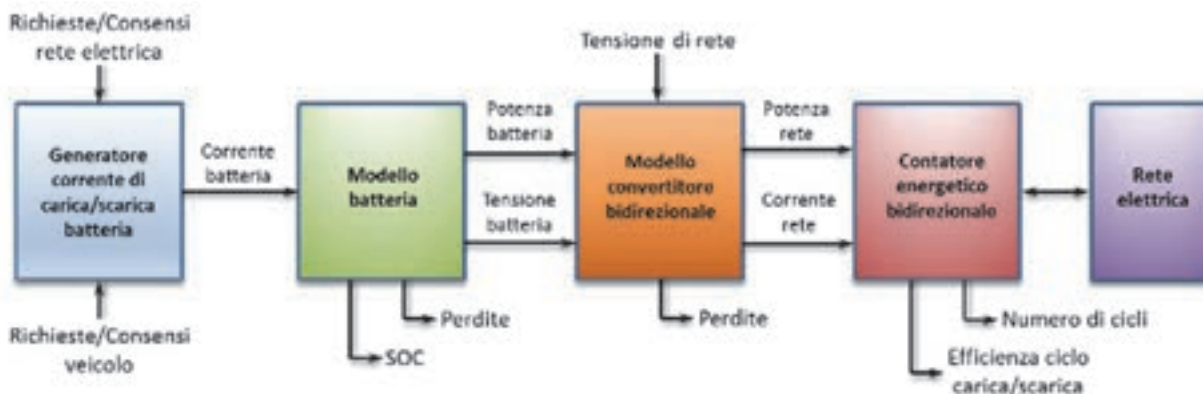 Richieste/Consensi
rete elettrica
Generatore
corrente di
carica/scarica
batteria
Richieste/Consensi
veicolo
Corrente
batteria
Modello
batteria
SOC
Perdite
Potenza
batteria
Tensione
batteria
Tensione di rete
Modello
convertitore
bidirezionale
Perdite
Potenza
rete
Corrente
rete
Contatore
energetico
bidirezionale
Numero di cicli
Efficienza ciclo
carica/scarica
Rete
elettrica